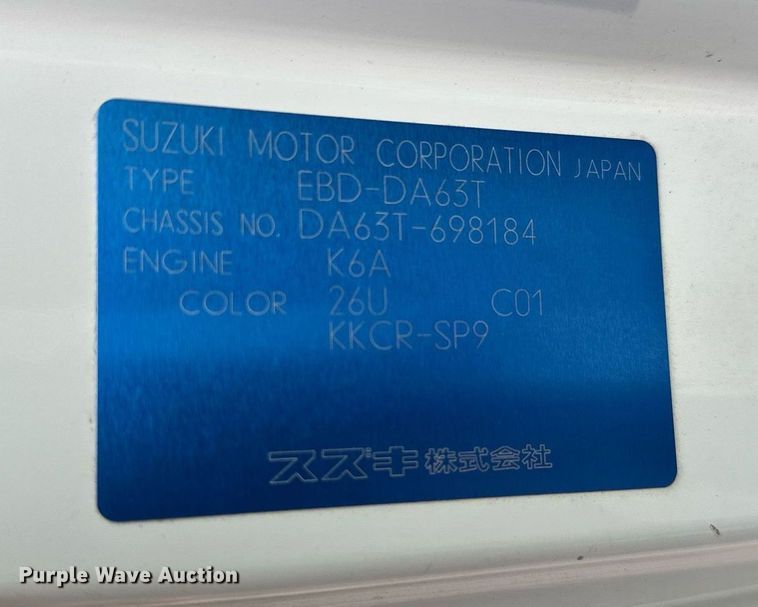 SUZUKI MOTOR CORPORATION JAPAN
TYPE EBD-DA63T
CHASSIS NO. DA63T-698184
ENGINE K6A
COLOR 26U C01
KKCR-SP9
スズキ株式会社
Purple Wave Auction